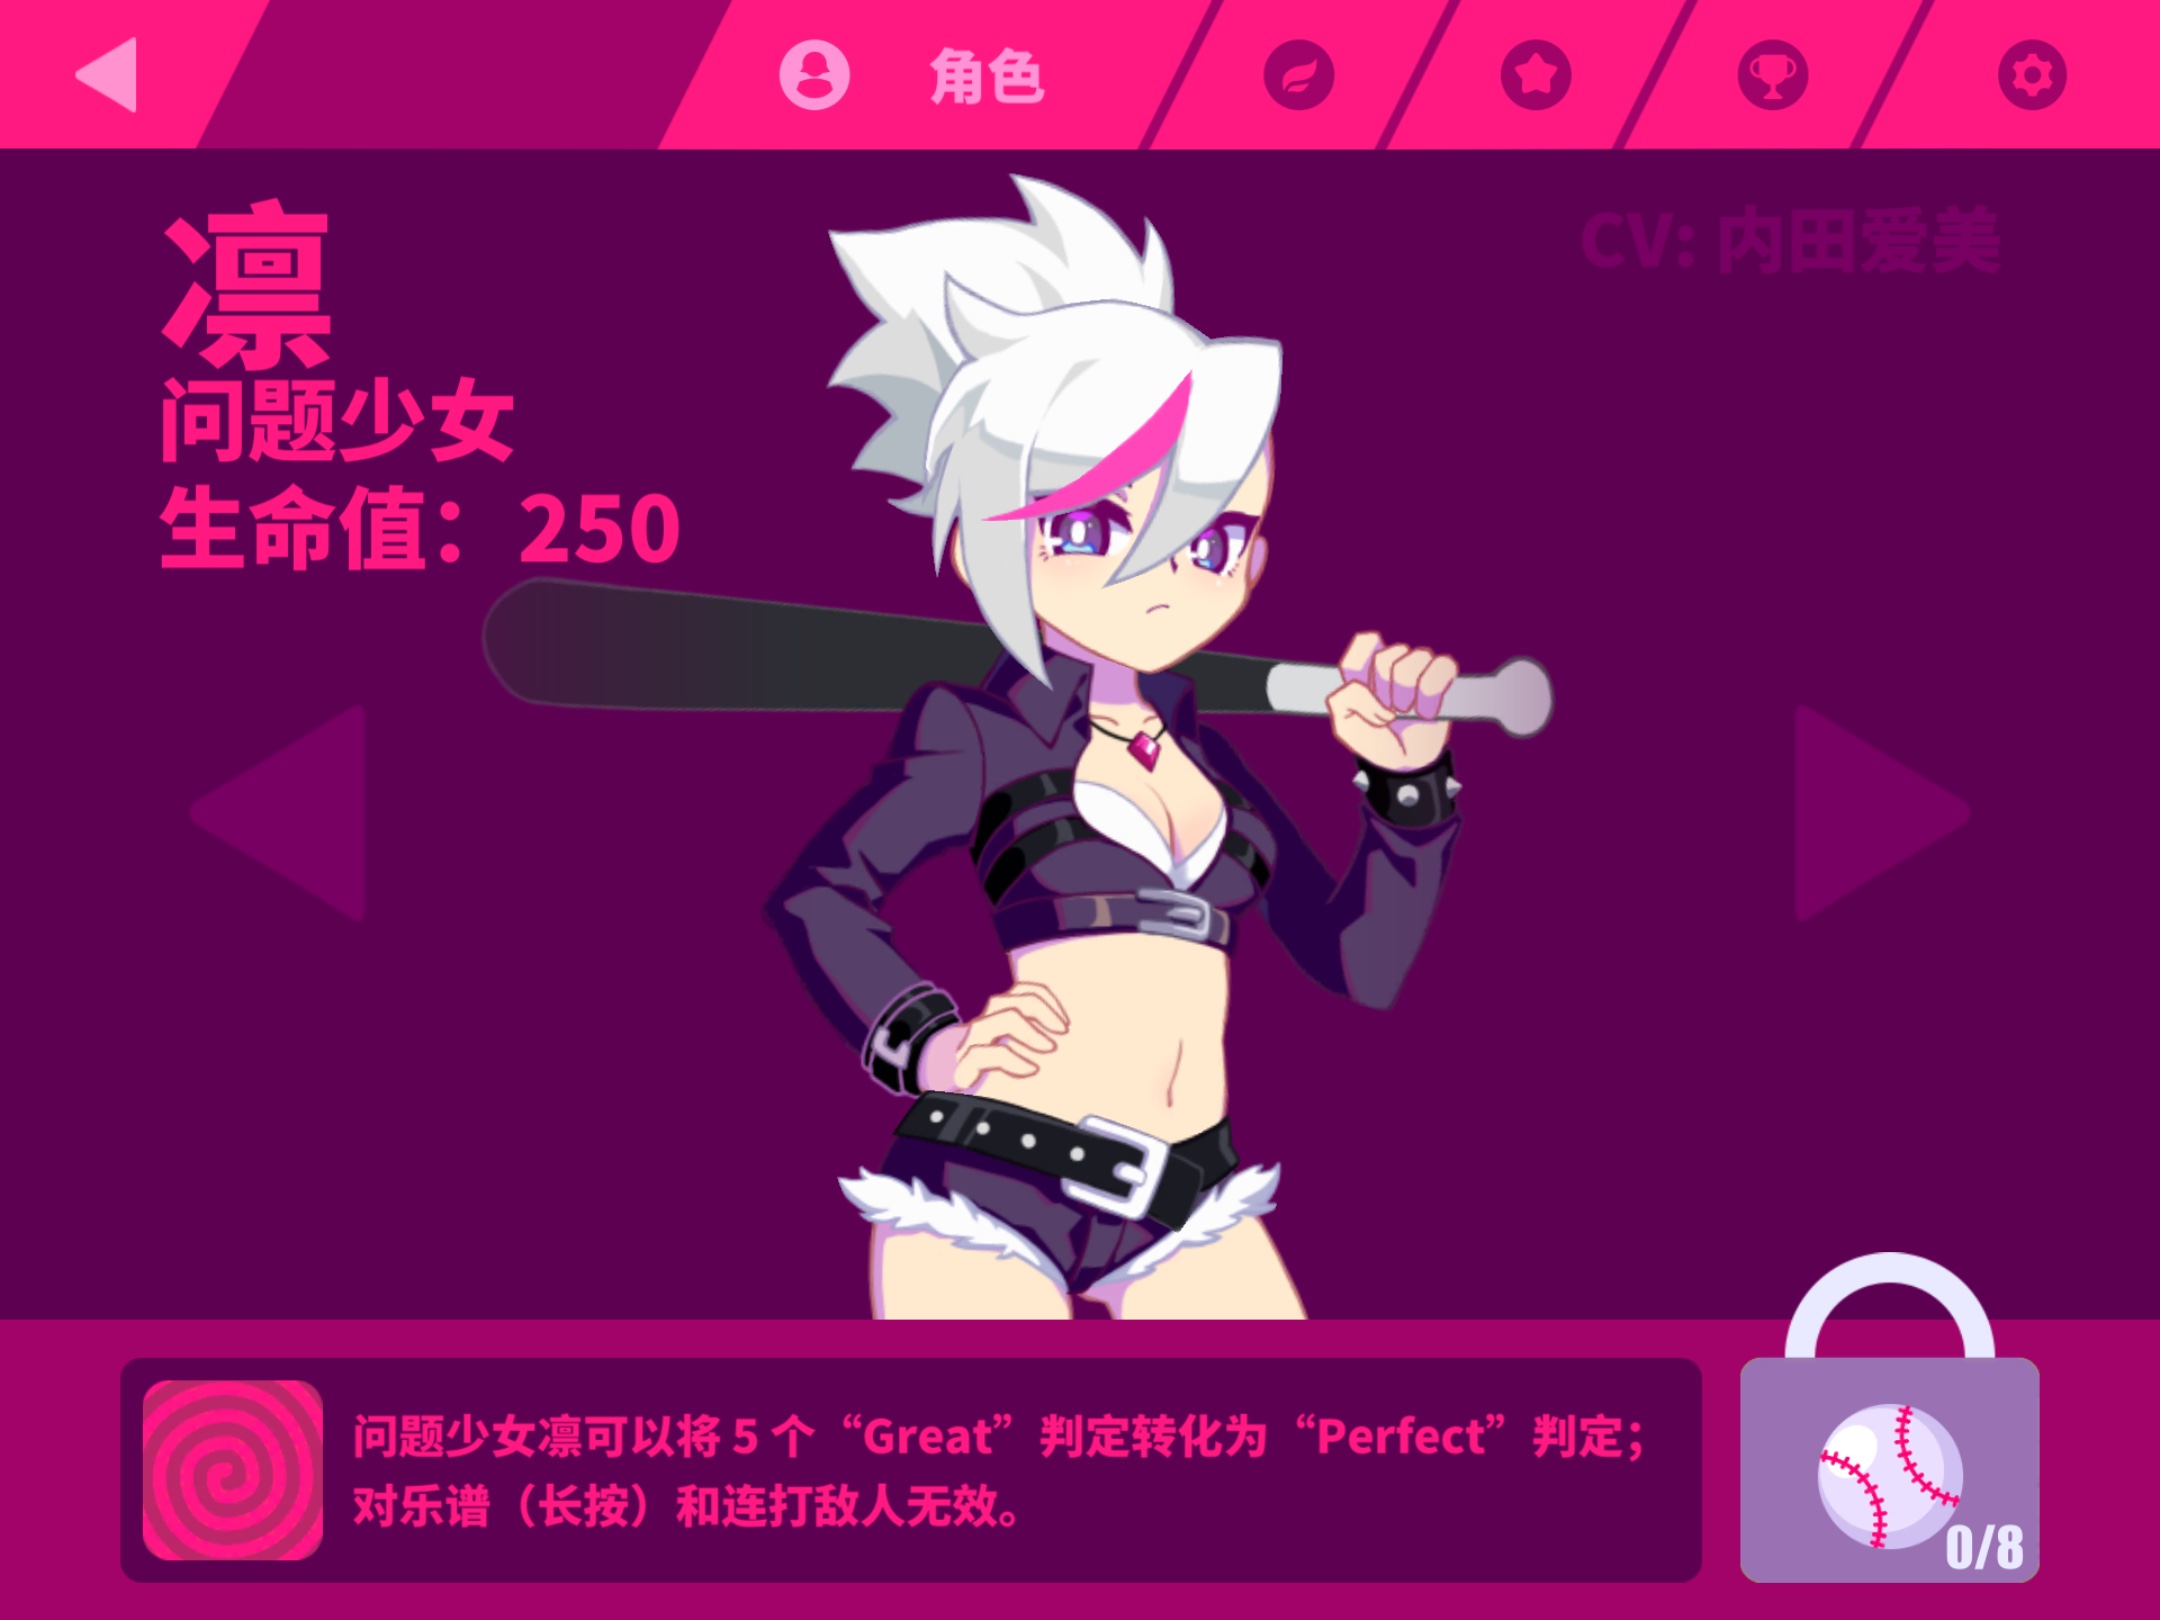 角色
凛
问题少女
生命值：250
CV: 内田爱美
问题少女凛可以将 5 个“Great”判定转化为“Perfect”判定；
对乐谱（长按）和连打敌人无效。
0/8